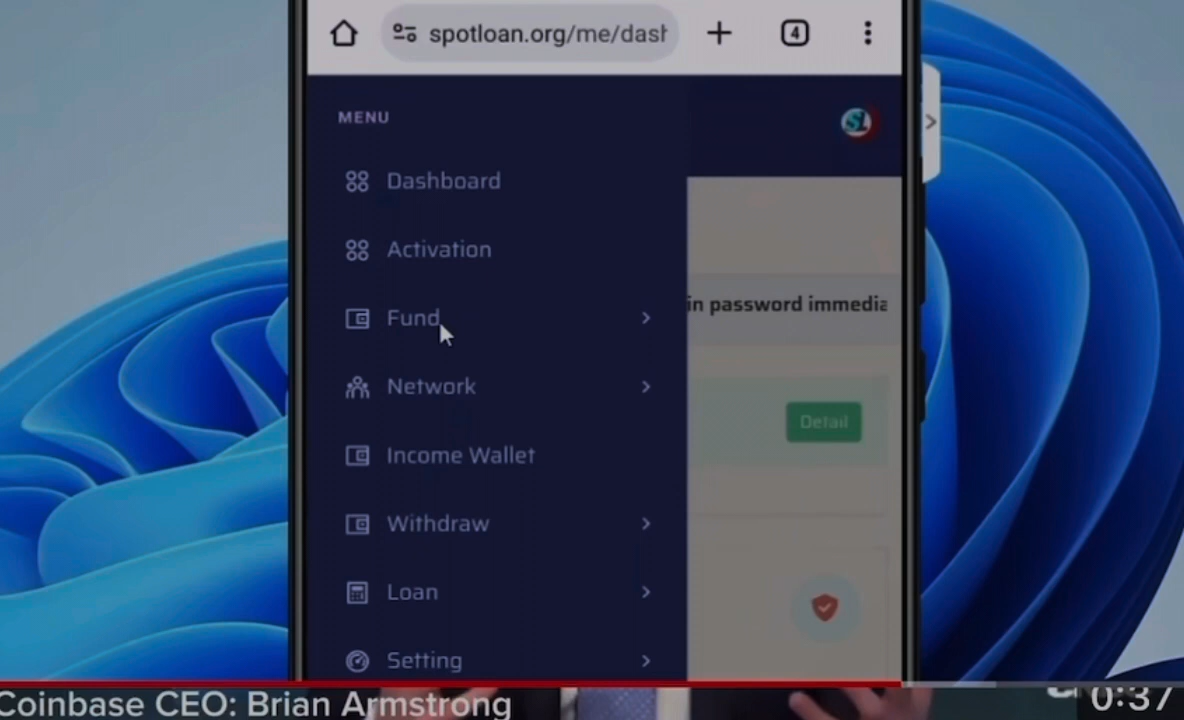 4
spotloan.org/me/dash
MENU
SL
Dashboard
Activation
Fund
in password immedia
Network
Detail
Income Wallet
Withdraw
Loan
Setting
Coinbase CEO: Brian Armstrong
0:37